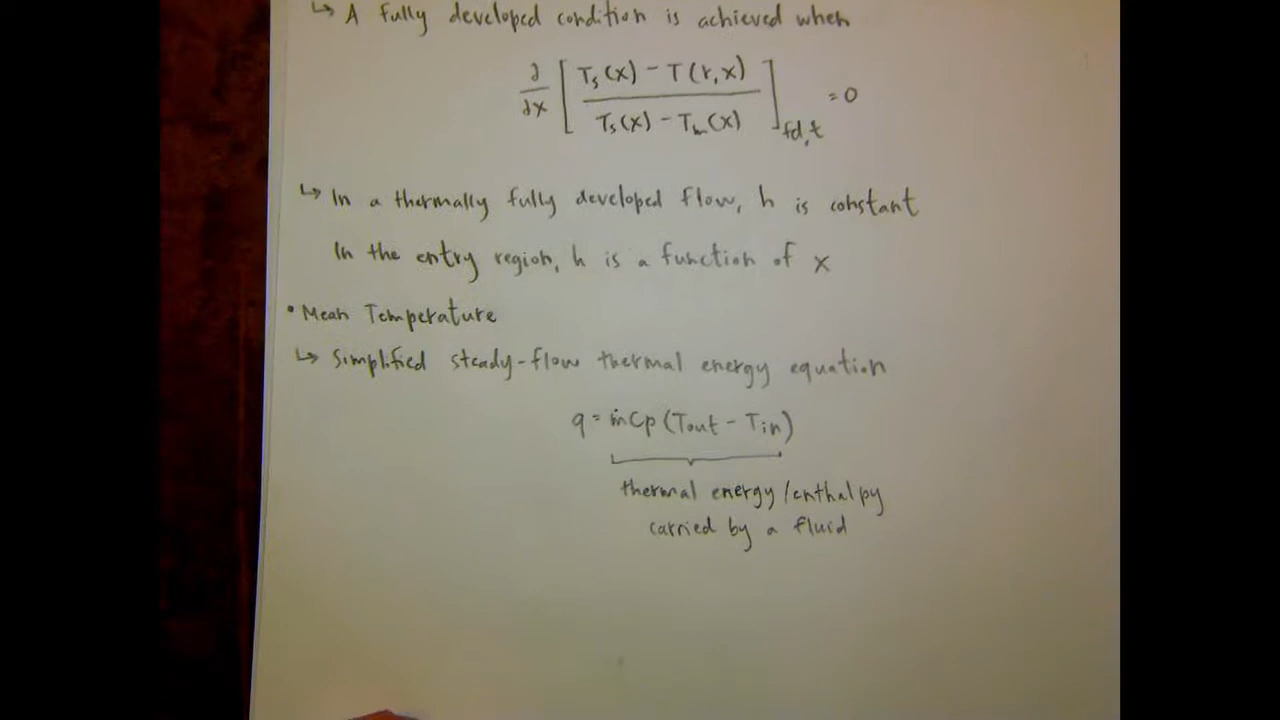 ↳ A fully developed condition is achieved when
∂/∂x [ (Ts(x) - T(r,x)) / (Ts(x) - Tm(x)) ]fd,t = 0
↳ In a thermally fully developed flow, h is constant
In the entry region, h is a function of x
• Mean Temperature
↳ Simplified steady-flow thermal energy equation
q = ṁCp (Tout - Tin)
thermal energy/enthalpy
carried by a fluid